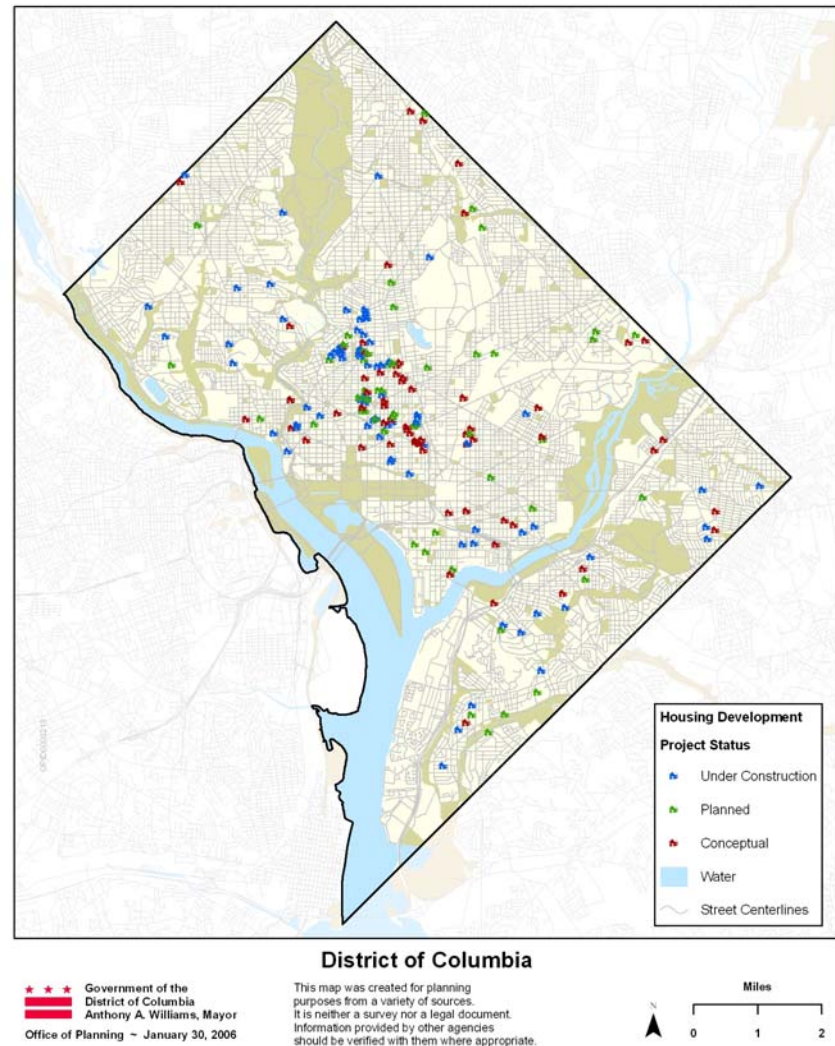 Housing Development
Project Status
Under Construction
Planned
Conceptual
Water
Street Centerlines
District of Columbia
Government of the
District of Columbia
Anthony A. Williams, Mayor
Office of Planning ~ January 30, 2006
This map was created for planning
purposes from a variety of sources.
It is neither a survey nor a legal document.
Information provided by other agencies
should be verified with them where appropriate.
N
Miles
0 1 2